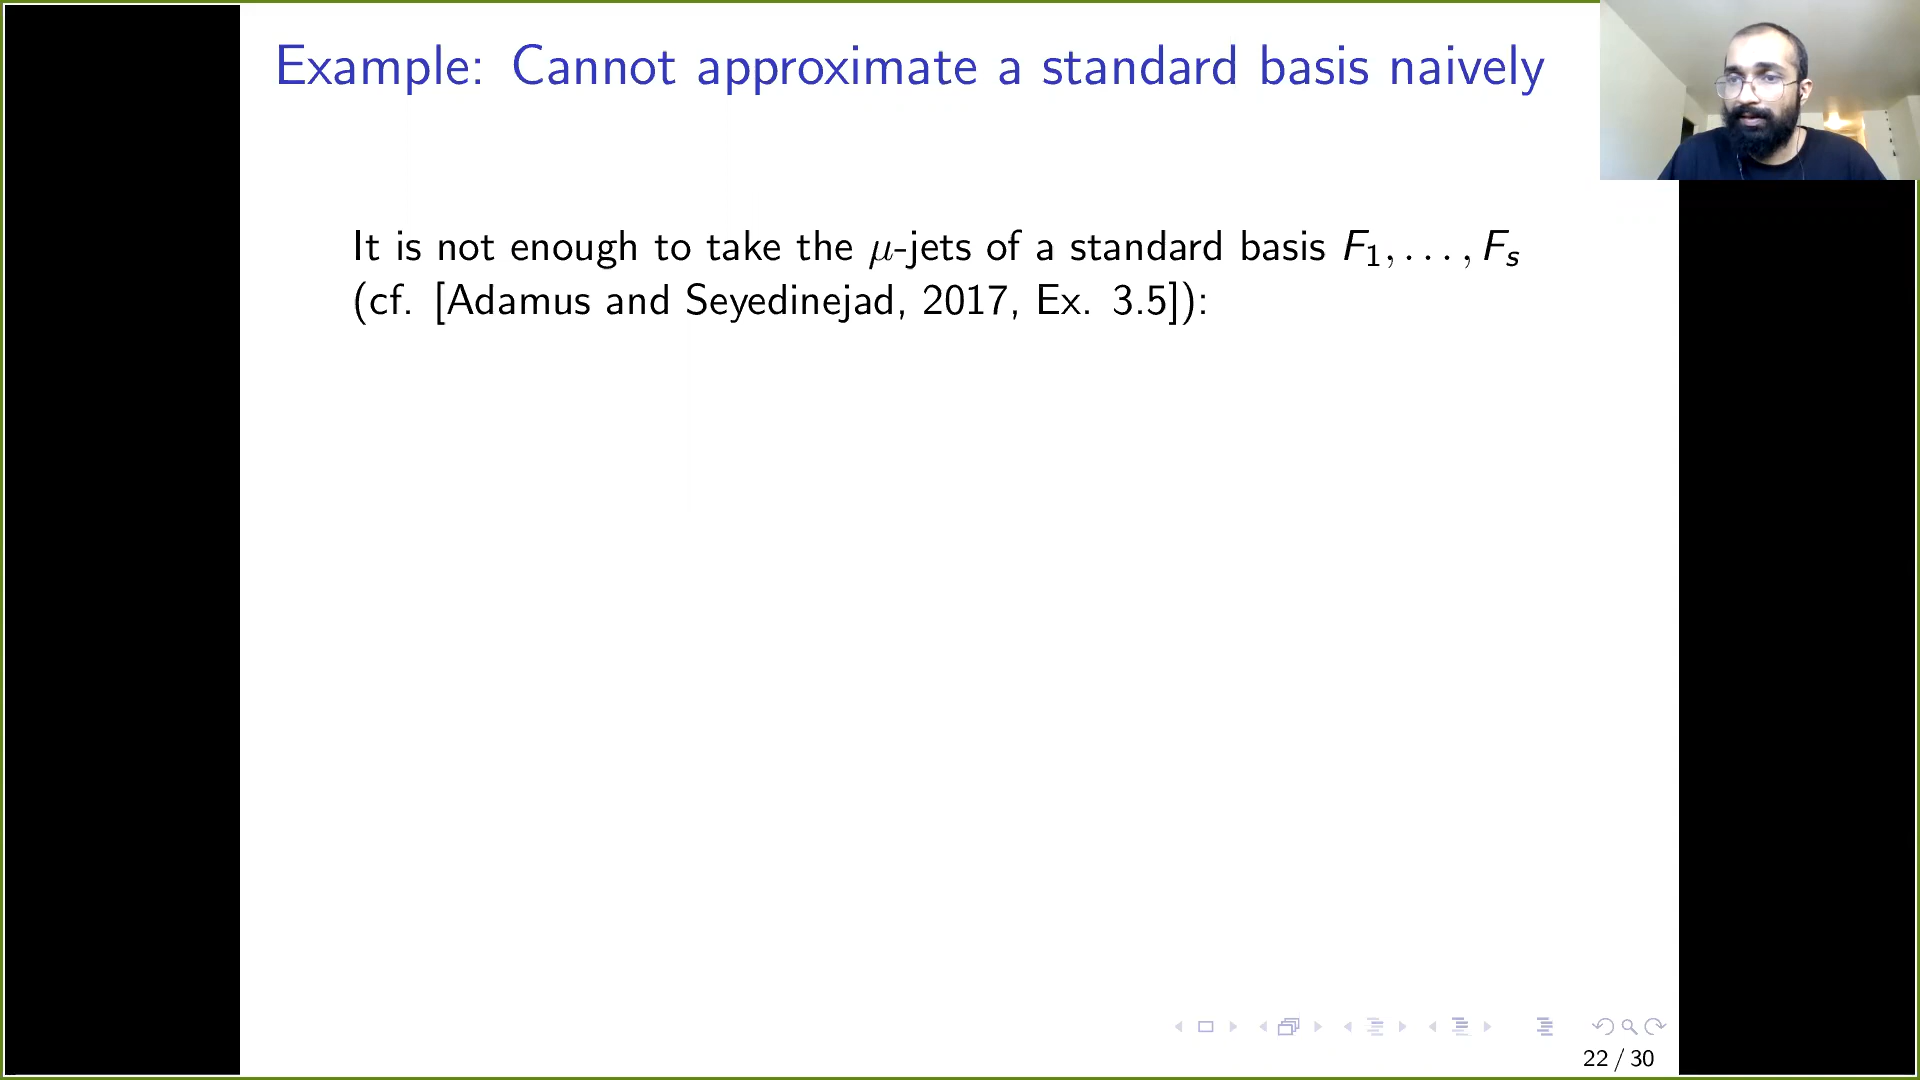 Example: Cannot approximate a standard basis naively
It is not enough to take the μ-jets of a standard basis F₁, . . . , Fₛ
(cf. [Adamus and Seyedinejad, 2017, Ex. 3.5]):
22 / 30